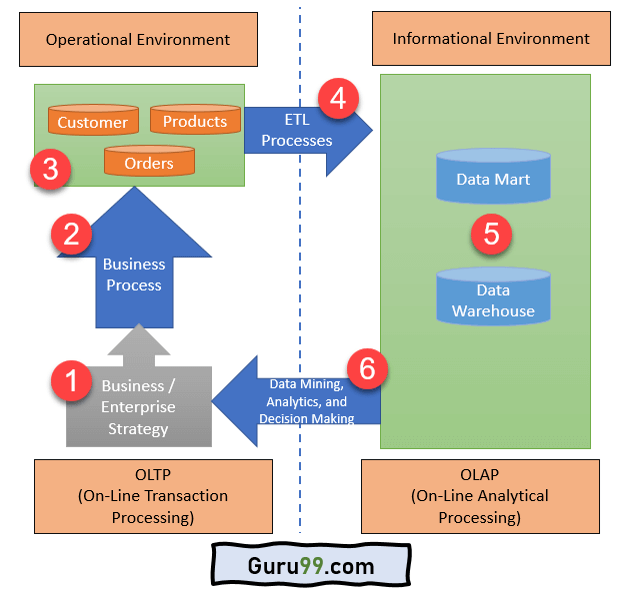 Operational Environment
Informational Environment
Customer
Products
Orders
3
ETL
Processes
4
Data Mart
5
Data
Warehouse
2
Business
Process
1
Business /
Enterprise
Strategy
6
Data Mining,
Analytics, and
Decision Making
OLTP
(On-Line Transaction
Processing)
OLAP
(On-Line Analytical
Processing)
Guru99.com